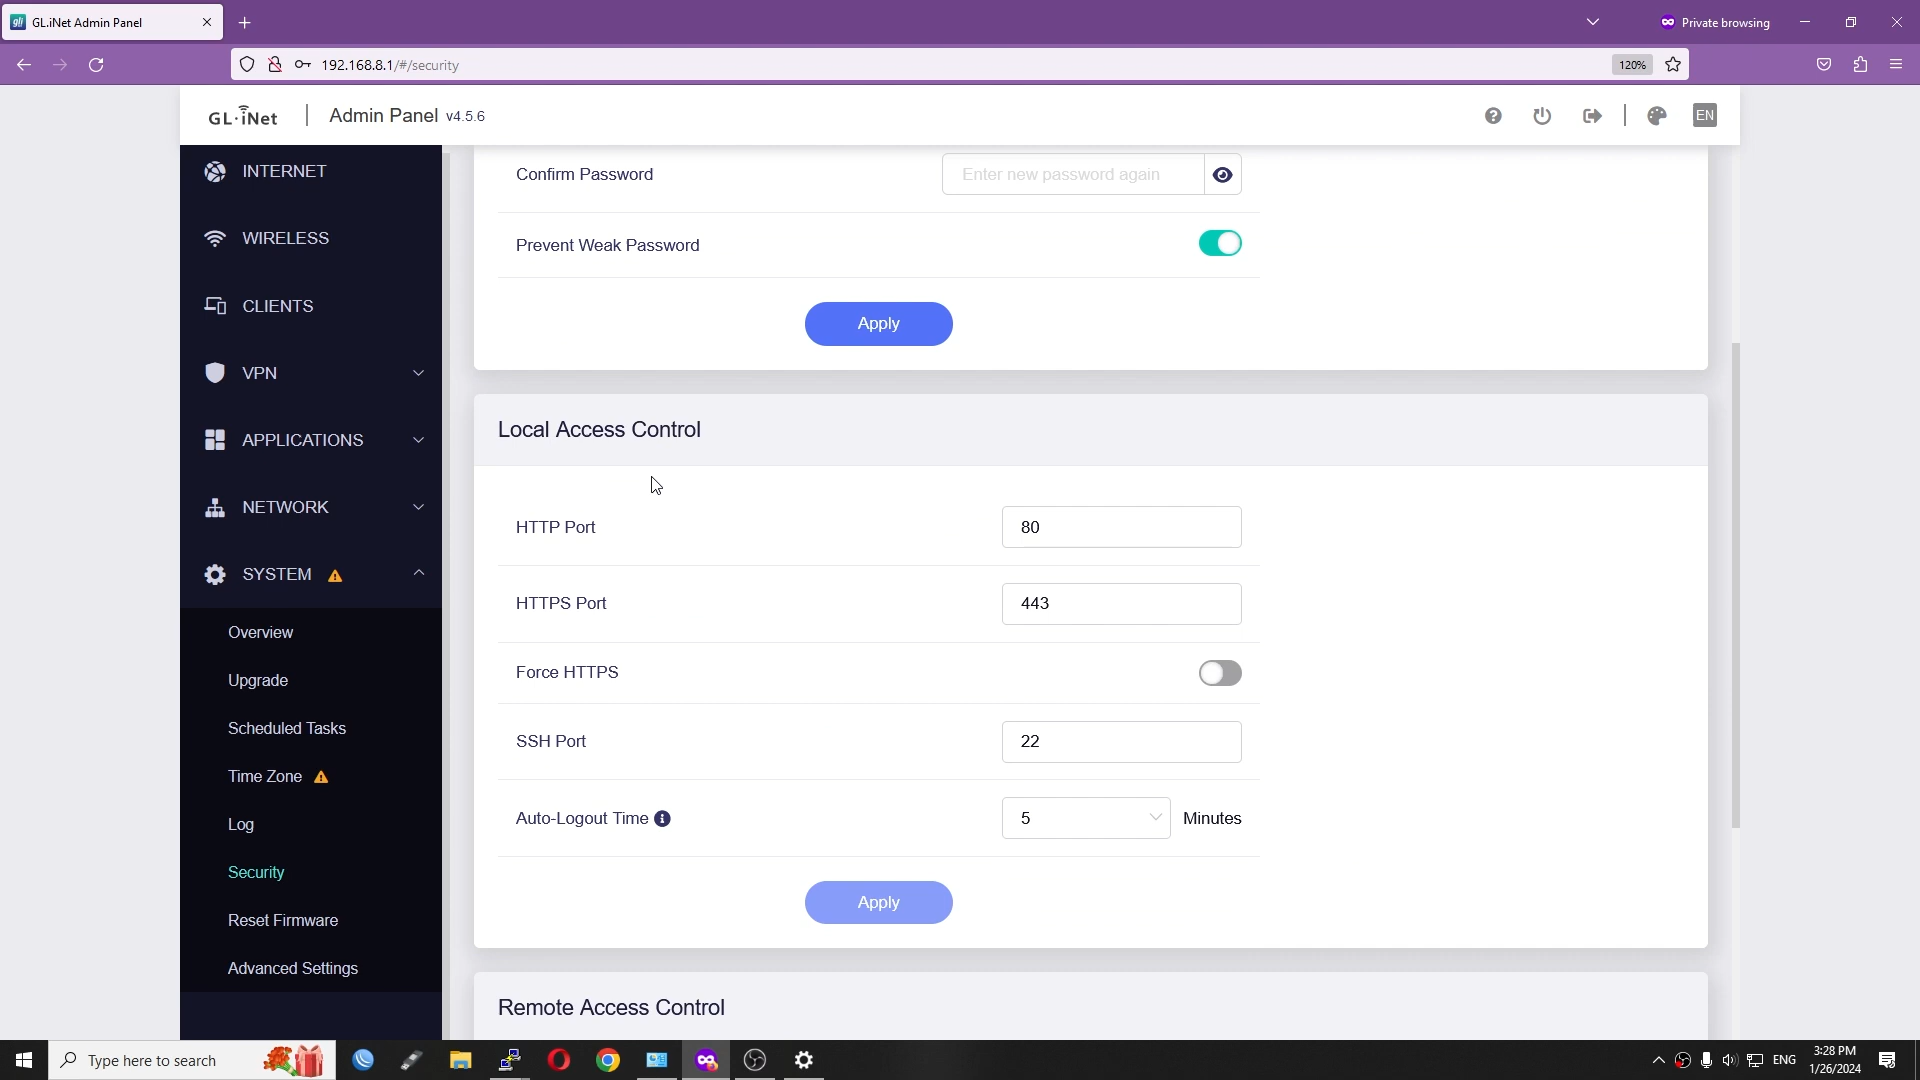 GL.iNet Admin Panel
Private browsing
192.168.8.1/#/security
120%
GL·iNet
Admin Panel v4.5.6
EN
INTERNET
WIRELESS
CLIENTS
VPN
APPLICATIONS
NETWORK
SYSTEM
Overview
Upgrade
Scheduled Tasks
Time Zone
Log
Security
Reset Firmware
Advanced Settings
Confirm Password
Enter new password again
Prevent Weak Password
Apply
Local Access Control
HTTP Port
80
HTTPS Port
443
Force HTTPS
SSH Port
22
Auto-Logout Time
5
Minutes
Apply
Remote Access Control
Type here to search
ENG
3:28 PM
1/26/2024